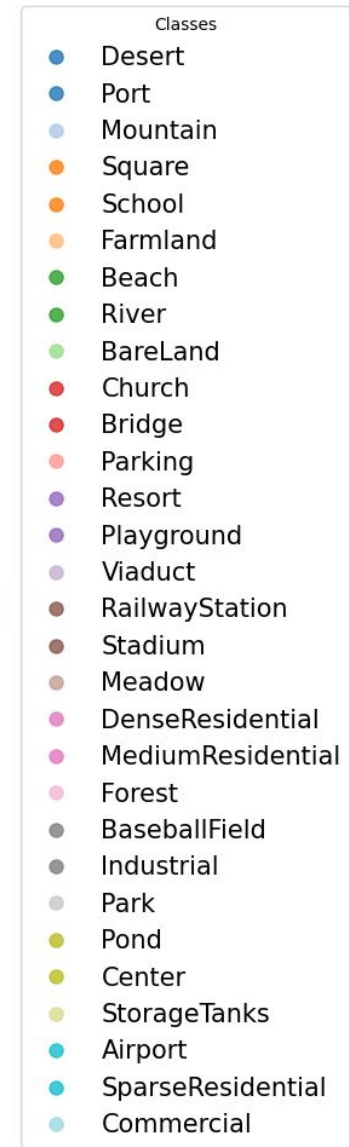 Classes
Desert
Port
Mountain
Square
School
Farmland
Beach
River
BareLand
Church
Bridge
Parking
Resort
Playground
Viaduct
RailwayStation
Stadium
Meadow
DenseResidential
MediumResidential
Forest
BaseballField
Industrial
Park
Pond
Center
StorageTanks
Airport
SparseResidential
Commercial